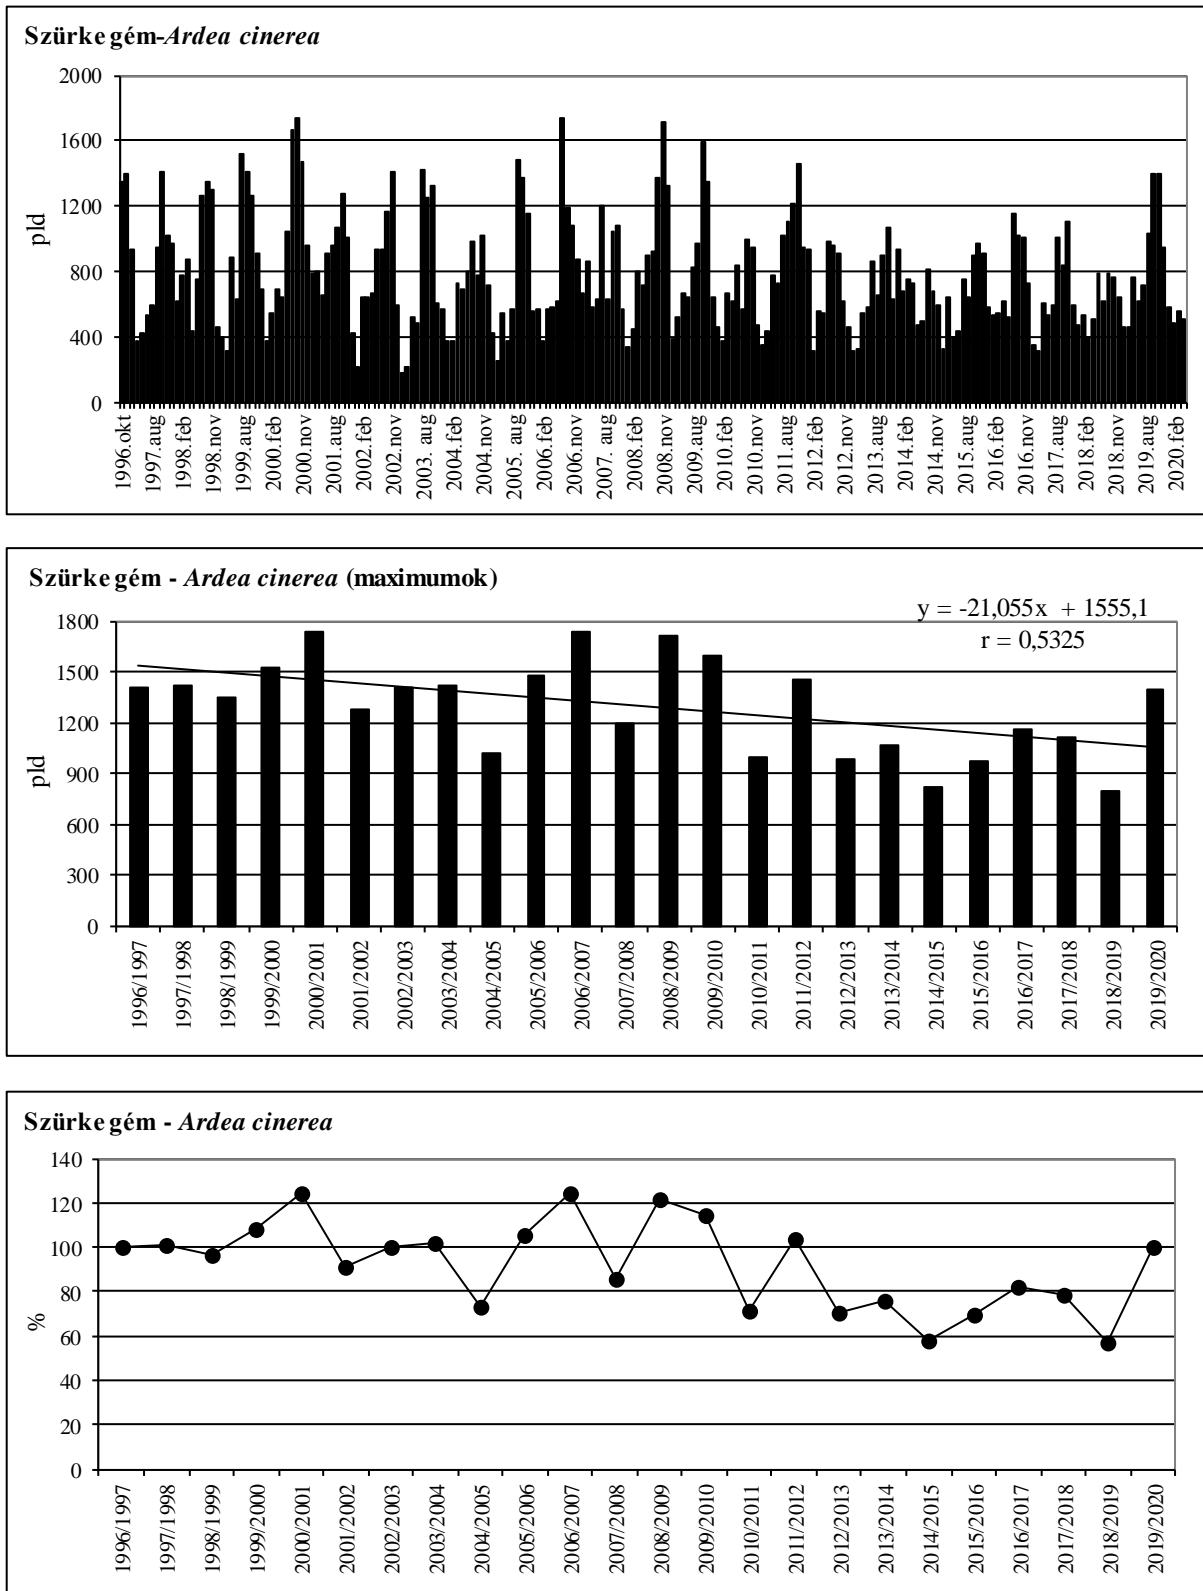 Szürke gém-Ardea cinerea
2000
1600
1200
800
400
0
pld
1996.okt
1997.aug
1998.feb
1998.nov
1999.aug
2000.feb
2000.nov
2001.aug
2002.feb
2002.nov
2003. aug
2004.feb
2004.nov
2005. aug
2006.feb
2006.nov
2007. aug
2008.feb
2008.nov
2009.aug
2010.feb
2010.nov
2011.aug
2012.feb
2012.nov
2013.aug
2014.feb
2014.nov
2015.aug
2016.feb
2016.nov
2017.aug
2018.feb
2018.nov
2019.aug
2020.feb
Szürke gém - Ardea cinerea (maximumok)
y = -21,055x + 1555,1
r = 0,5325
1800
1500
1200
900
600
300
0
pld
1996/1997
1997/1998
1998/1999
1999/2000
2000/2001
2001/2002
2002/2003
2003/2004
2004/2005
2005/2006
2006/2007
2007/2008
2008/2009
2009/2010
2010/2011
2011/2012
2012/2013
2013/2014
2014/2015
2015/2016
2016/2017
2017/2018
2018/2019
2019/2020
Szürke gém - Ardea cinerea
140
120
100
80
60
40
20
0
%
1996/1997
1997/1998
1998/1999
1999/2000
2000/2001
2001/2002
2002/2003
2003/2004
2004/2005
2005/2006
2006/2007
2007/2008
2008/2009
2009/2010
2010/2011
2011/2012
2012/2013
2013/2014
2014/2015
2015/2016
2016/2017
2017/2018
2018/2019
2019/2020